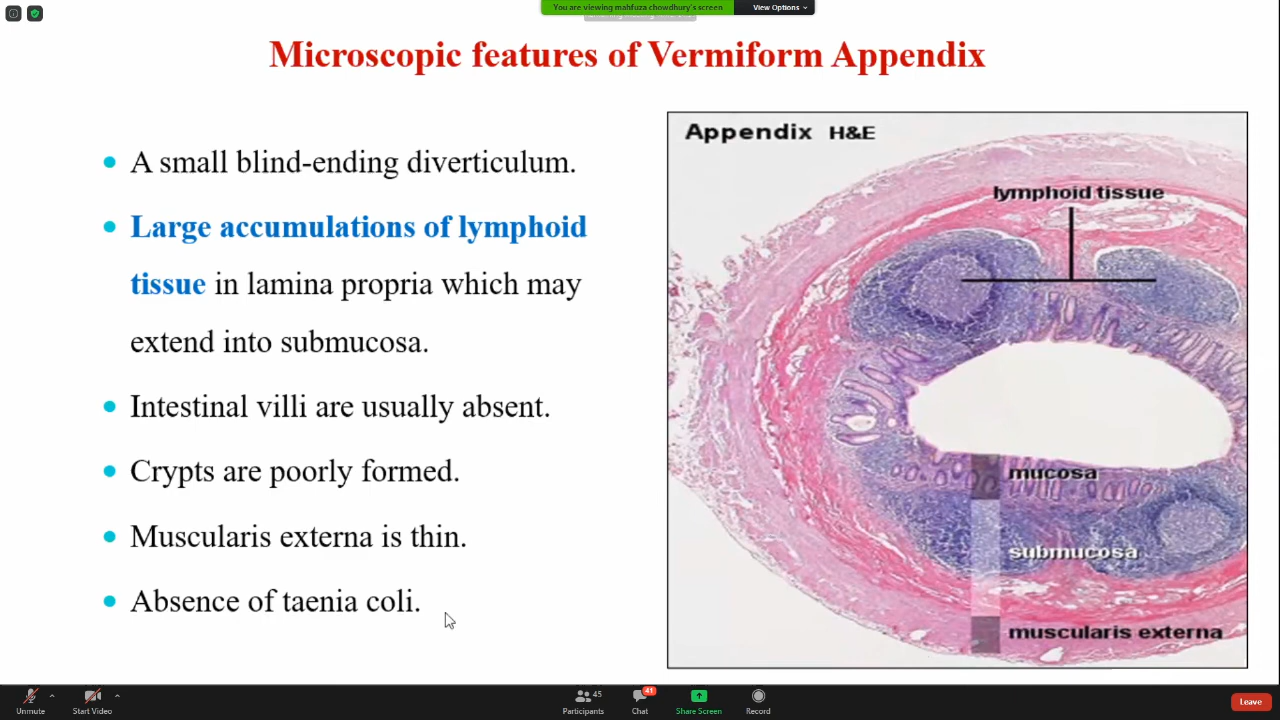 You are viewing mahfuza chowdhury's screen
View Options
Microscopic features of Vermiform Appendix
A small blind-ending diverticulum.
Large accumulations of lymphoid
tissue in lamina propria which may
extend into submucosa.
Intestinal villi are usually absent.
Crypts are poorly formed.
Muscularis externa is thin.
Absence of taenia coli.
Appendix H&E
lymphoid tissue
mucosa
submucosa
muscularis externa
Unmute
Start Video
45
Participants
41
Chat
Share Screen
Record
Leave